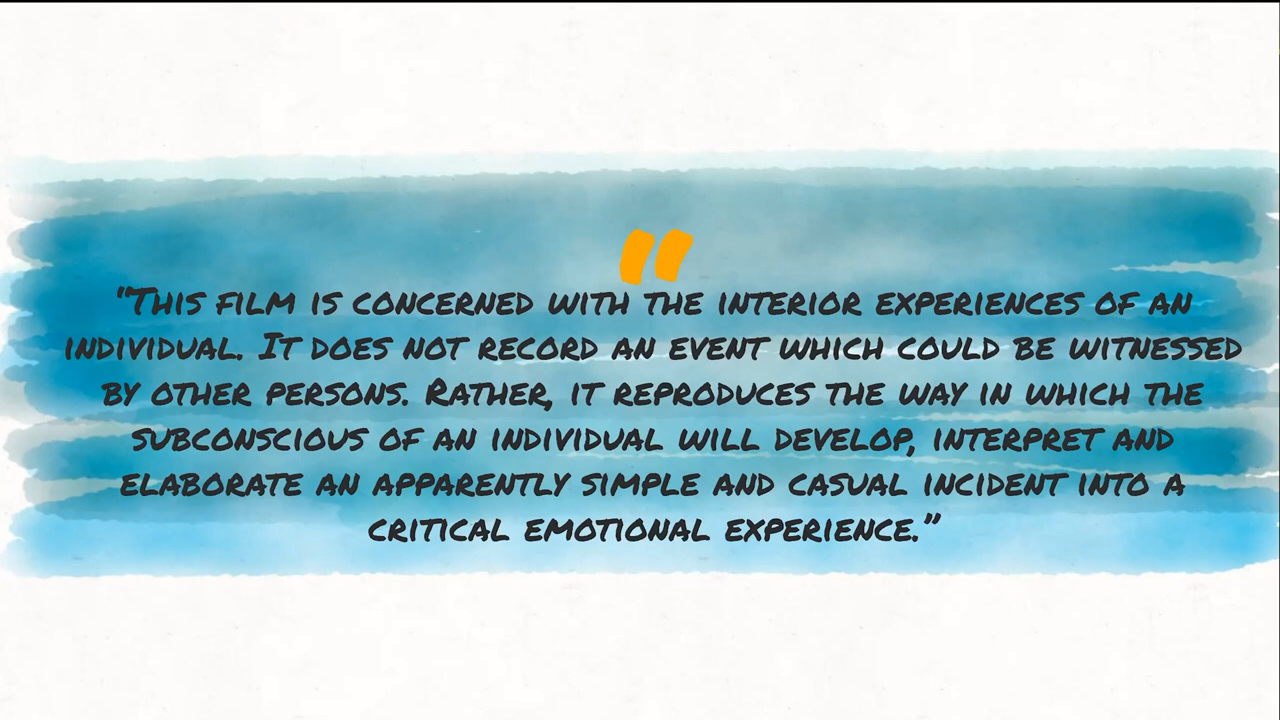 "
"This film is concerned with the interior experiences of an
individual. It does not record an event which could be witnessed
by other persons. Rather, it reproduces the way in which the
subconscious of an individual will develop, interpret and
elaborate an apparently simple and casual incident into a
critical emotional experience."